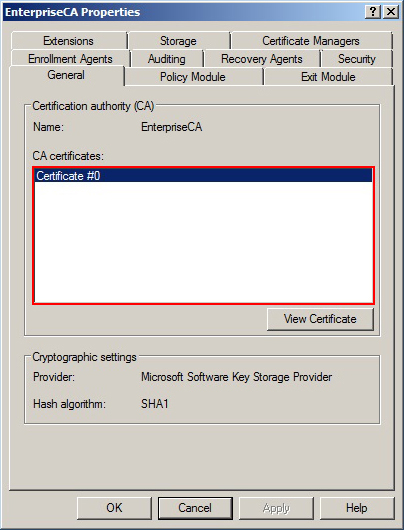 EnterpriseCA Properties
Extensions Storage Certificate Managers
Enrollment Agents Auditing Recovery Agents Security
General Policy Module Exit Module
Certification authority (CA)
Name: EnterpriseCA
CA certificates:
Certificate #0
View Certificate
Cryptographic settings
Provider: Microsoft Software Key Storage Provider
Hash algorithm: SHA1
OK Cancel Apply Help